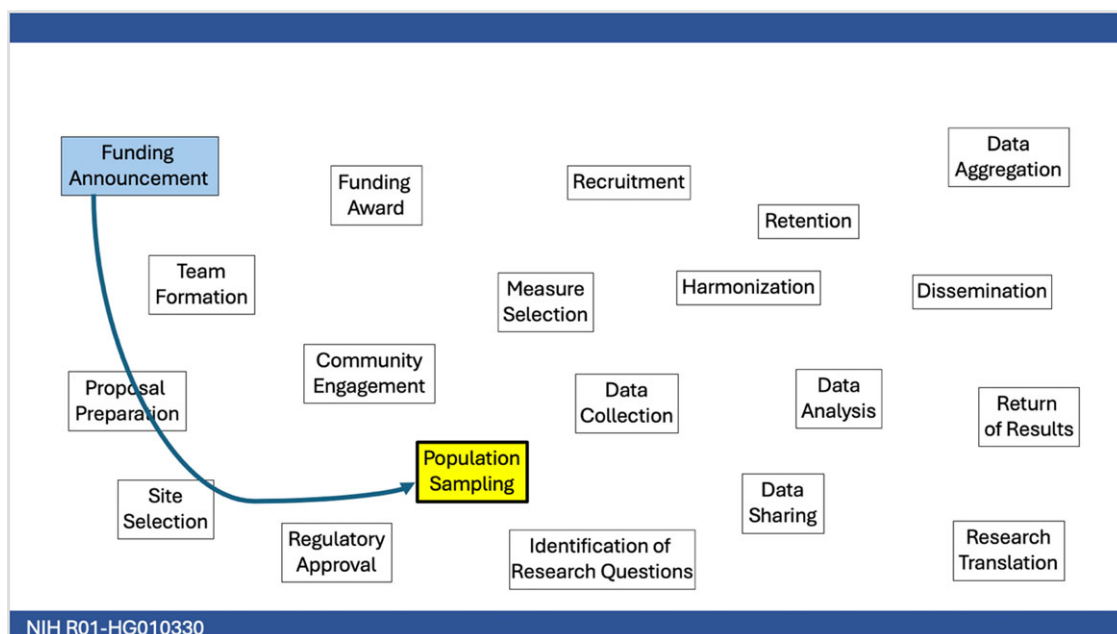 Funding
Announcement
Funding
Award
Recruitment
Data
Aggregation
Retention
Team
Formation
Measure
Selection
Harmonization
Dissemination
Proposal
Preparation
Community
Engagement
Data
Collection
Data
Analysis
Return
of Results
Population
Sampling
Site
Selection
Data
Sharing
Regulatory
Approval
Identification of
Research Questions
Research
Translation
NIH R01-HG010330